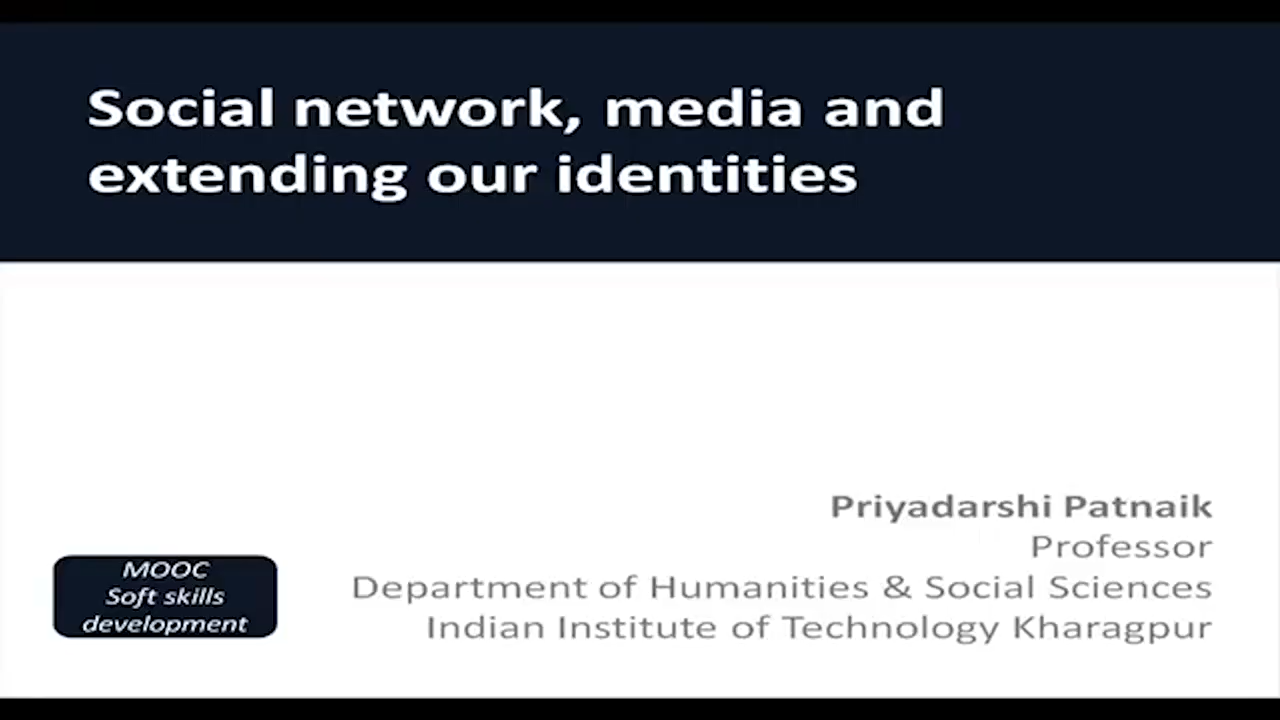 Social network, media and
extending our identities
Priyadarshi Patnaik
Professor
Department of Humanities & Social Sciences
Indian Institute of Technology Kharagpur
MOOC
Soft skills
development